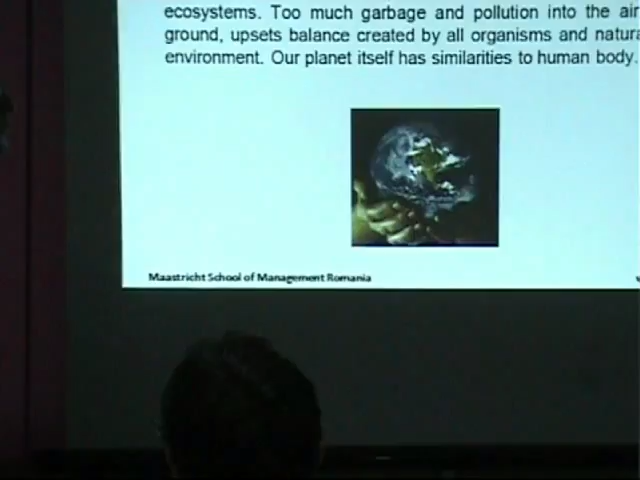 ecosystems. Too much garbage and pollution into the air
ground, upsets balance created by all organisms and natura
environment. Our planet itself has similarities to human body.
Maastricht School of Management Romania